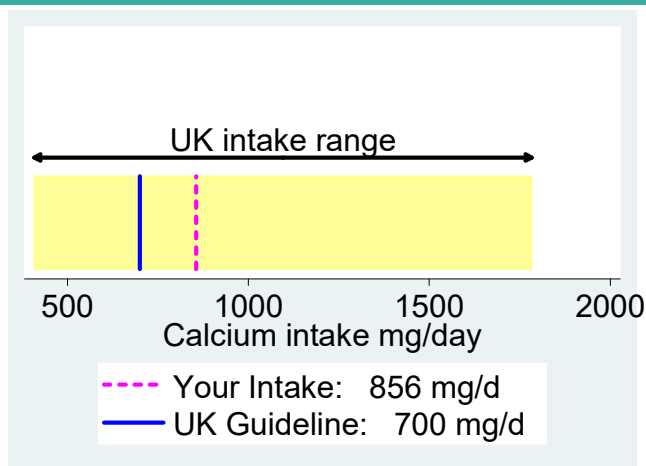 UK intake range
500 1000 1500 2000
Calcium intake mg/day
Your Intake: 856 mg/d
UK Guideline: 700 mg/d